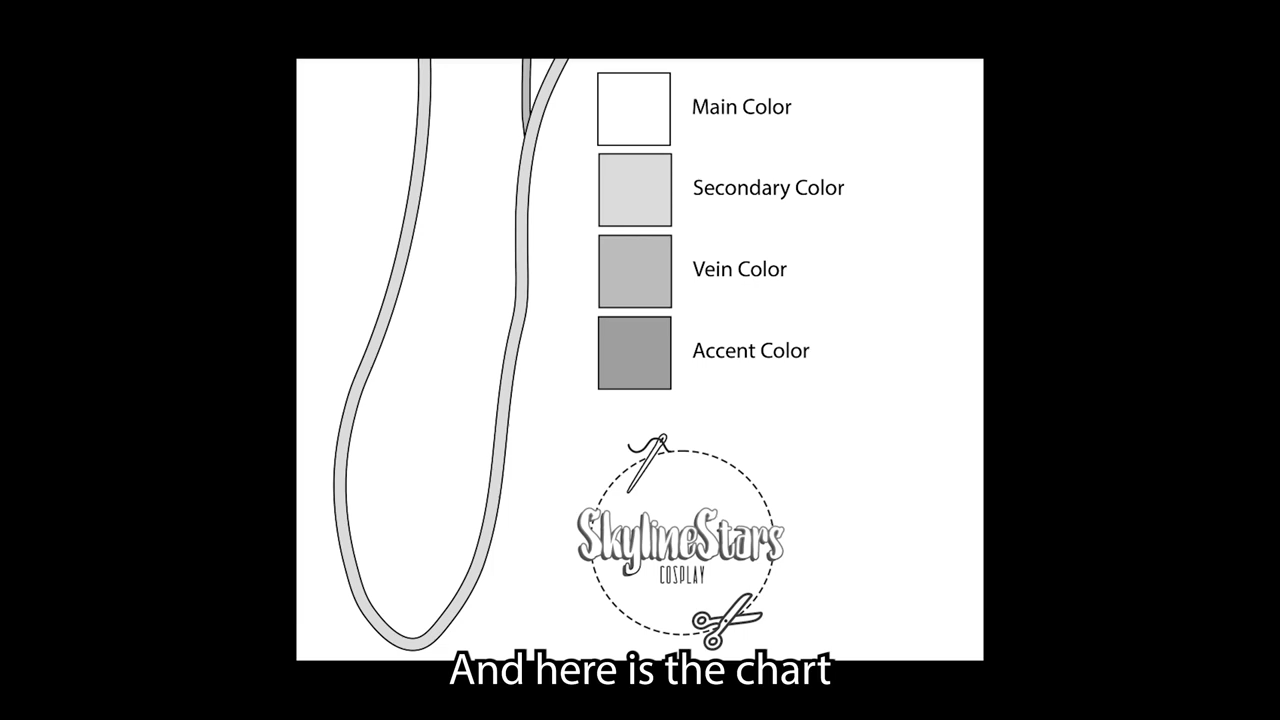 Main Color
Secondary Color
Vein Color
Accent Color
SkylineStars
COSPLAY
And here is the chart